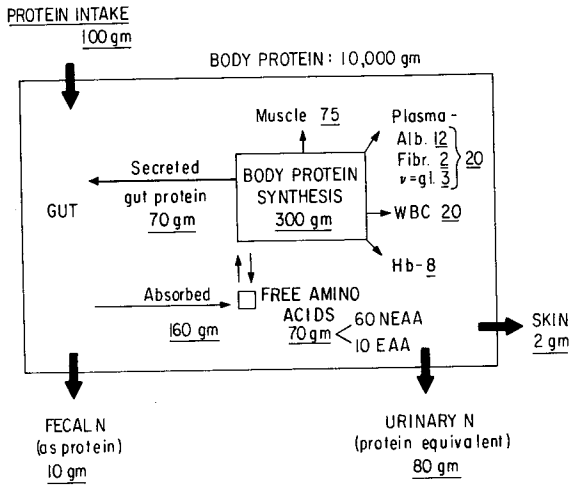 PROTEIN INTAKE
100 gm
BODY PROTEIN: 10,000 gm
Muscle 75
Plasma-
Alb. 12
Fibr. 2
ν=gl. 3
20
Secreted
gut protein
70 gm
BODY PROTEIN
SYNTHESIS
300 gm
GUT
WBC 20
Hb-8
Absorbed
160 gm
FREE AMINO
ACIDS
70 gm
60 NEAA
10 EAA
SKIN
2 gm
FECAL N
(as protein)
10 gm
URINARY N
(protein equivalent)
80 gm